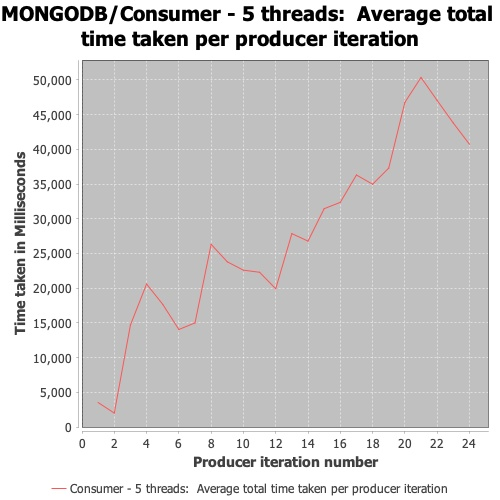 MONGODB/Consumer - 5 threads:  Average total
time taken per producer iteration
Time taken in Milliseconds
50,000
45,000
40,000
35,000
30,000
25,000
20,000
15,000
10,000
5,000
0
0 2 4 6 8 10 12 14 16 18 20 22 24
Producer iteration number
Consumer - 5 threads:  Average total time taken per producer iteration